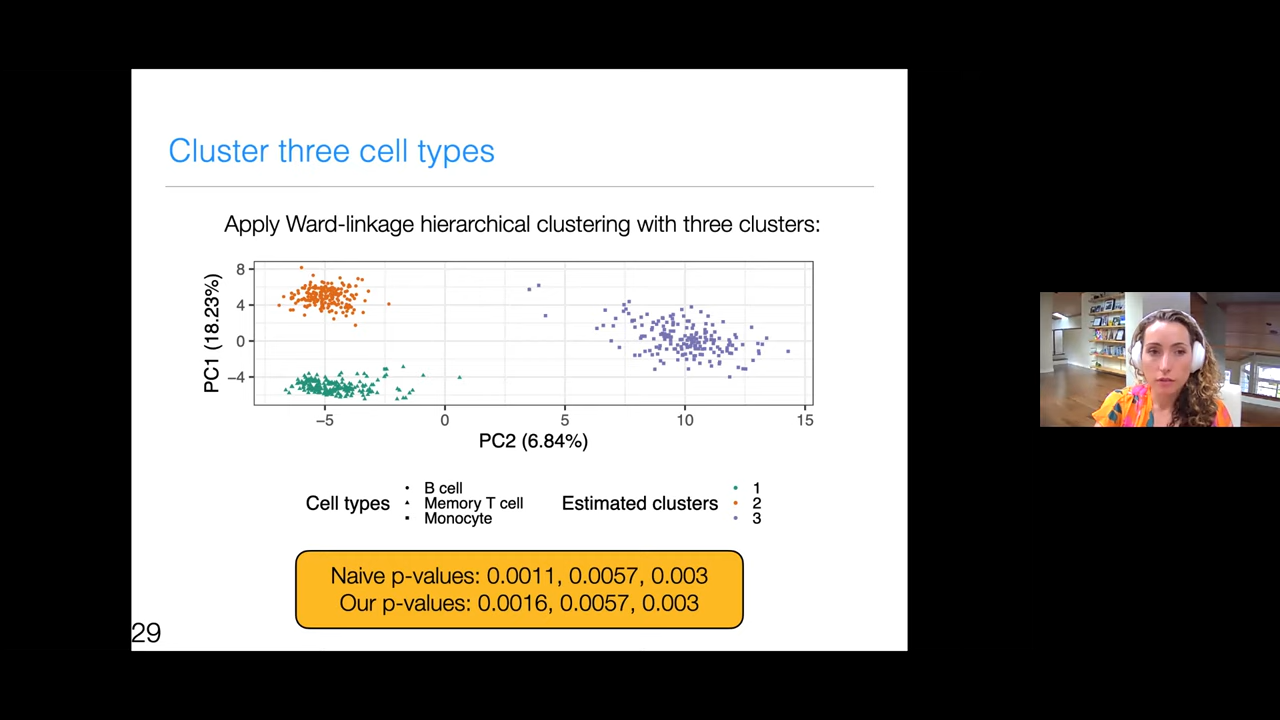 Cluster three cell types
Apply Ward-linkage hierarchical clustering with three clusters:
8
4
0
−4
PC1 (18.23%)
−5
0
5
10
15
PC2 (6.84%)
Cell types
B cell
Memory T cell
Monocyte
Estimated clusters
1
2
3
Naive p-values: 0.0011, 0.0057, 0.003
Our p-values: 0.0016, 0.0057, 0.003
29